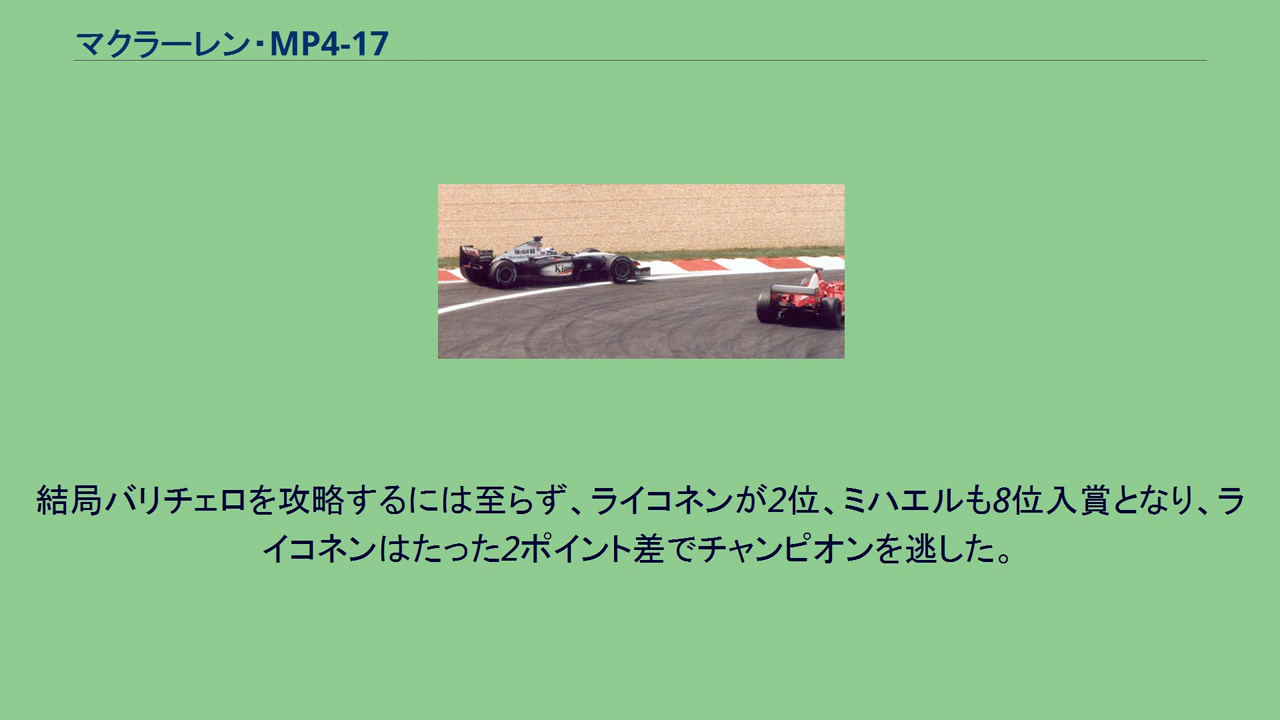 マクラーレン・MP4-17
Mobil 1
結局バリチェロを攻略するには至らず、ライコネンが2位、ミハエルも8位入賞となり、ラ
イコネンはたった2ポイント差でチャンピオンを逃した。